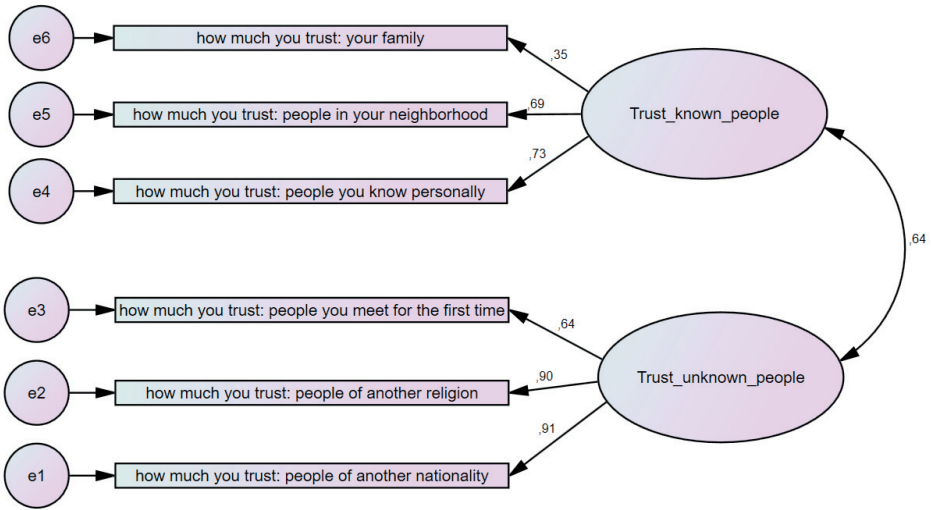 e6
how much you trust: your family
,35
e5
how much you trust: people in your neighborhood
,69
Trust_known_people
,73
e4
how much you trust: people you know personally
,64
e3
how much you trust: people you meet for the first time
,64
e2
how much you trust: people of another religion
,90
Trust_unknown_people
,91
e1
how much you trust: people of another nationality